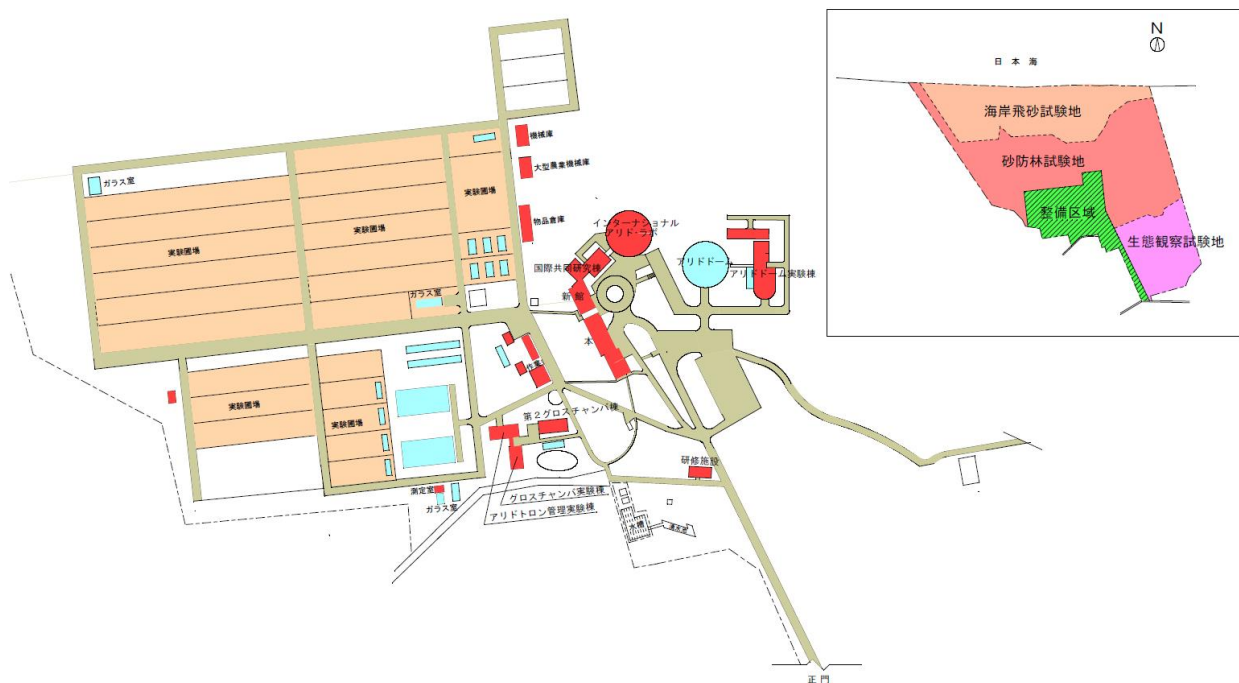 N
日本海
海岸飛砂試験地
砂防林試験地
整備区域
生態観察試験地
機械庫
大型農業機械庫
ガラス室
実験圃場
実験圃場
実験圃場
物品倉庫
インターナショナル
アリド・ラボ
国際共同研究棟
アリドドーム
アリドドーム実験棟
新館
ガラス室
本
作業
実験圃場
実験圃場
第2グロスチャンバ棟
研修施設
測定室
ガラス室
グロスチャンバ実験棟
アリドトロン管理実験棟
水槽
正門